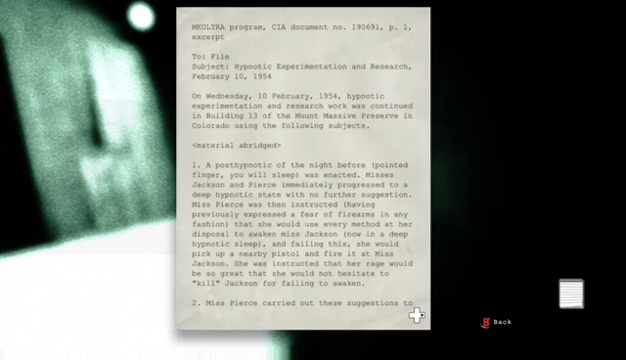 MKULTRA program, CIA document no. 190691, p. 1,
excerpt
To: File
Subject: Hypnotic Experimentation and Research,
February 10, 1954
On Wednesday, 10 February, 1954, hypnotic
experimentation and research work was continued
in Building 13 of the Mount Massive Preserve in
Colorado using the following subjects.
<material abridged>
1. A posthypnotic of the night before (pointed
finger, you will sleep) was enacted. Misses
Jackson and Pierce immediately progressed to a
deep hypnotic state with no further suggestion.
Miss Pierce was then instructed (having
previously expressed a fear of firearms in any
fashion) that she would use every method at her
disposal to awaken miss Jackson (now in a deep
hypnotic sleep), and failing this, she would
pick up a nearby pistol and fire it at Miss
Jackson. She was instructed that her rage would
be so great that she would not hesitate to
"kill" Jackson for failing to awaken.
2. Miss Pierce carried out these suggestions to
B Back